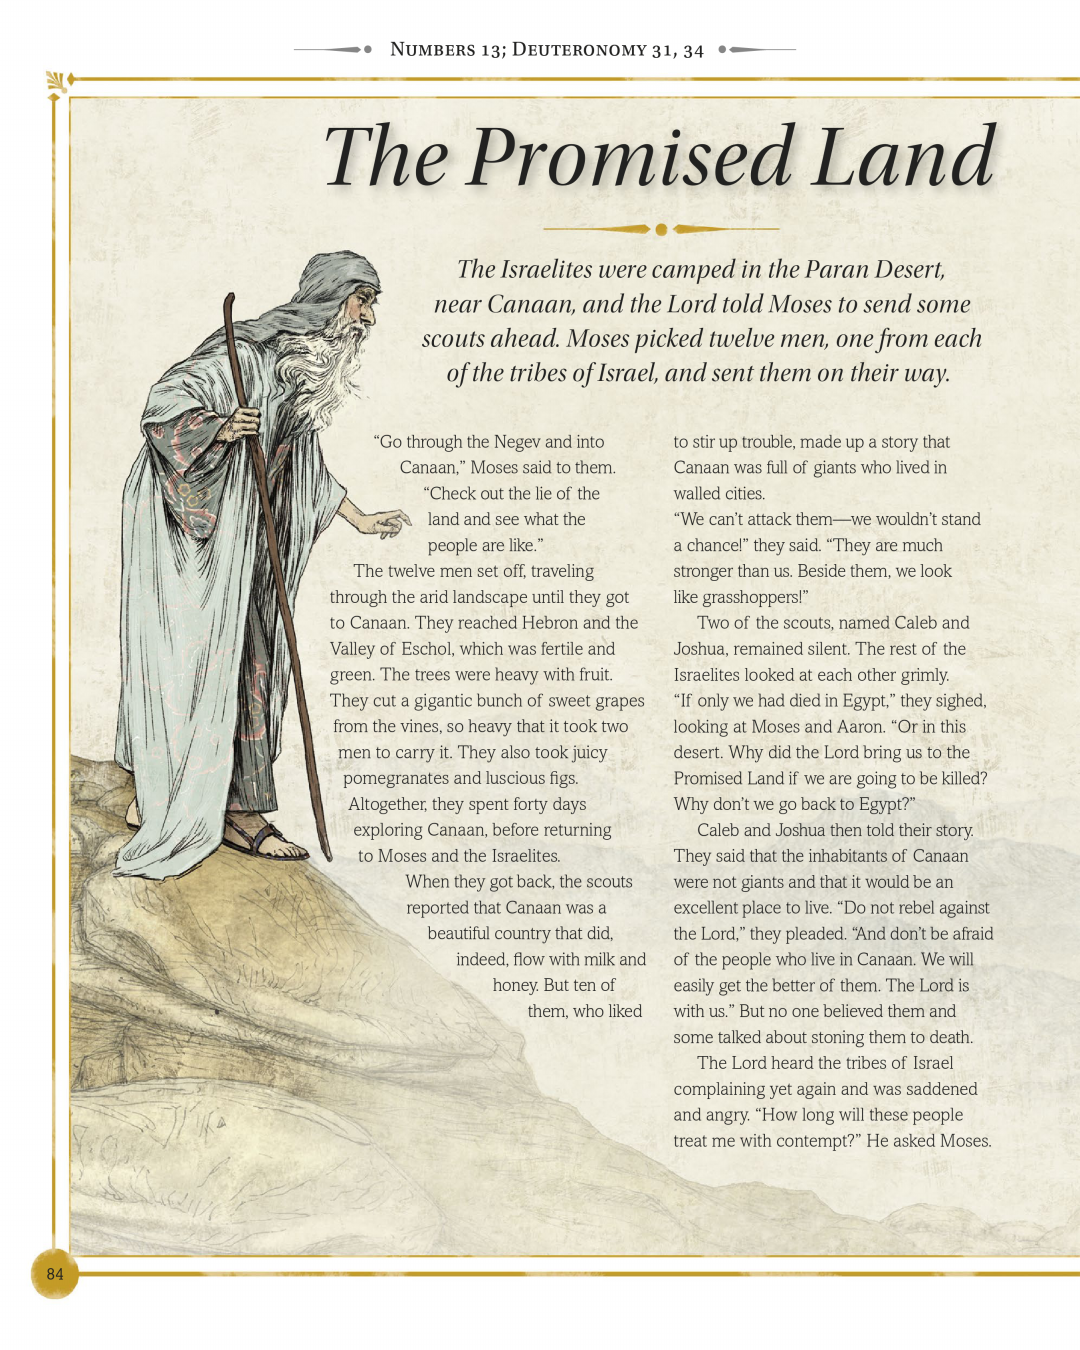 Numbers 13; Deuteronomy 31, 34
The Promised Land
The Israelites were camped in the Paran Desert,
near Canaan, and the Lord told Moses to send some
scouts ahead. Moses picked twelve men, one from each
of the tribes of Israel, and sent them on their way.
“Go through the Negev and into
Canaan,” Moses said to them.
“Check out the lie of the
land and see what the
people are like.”
The twelve men set off, traveling
through the arid landscape until they got
to Canaan. They reached Hebron and the
Valley of Eschol, which was fertile and
green. The trees were heavy with fruit.
They cut a gigantic bunch of sweet grapes
from the vines, so heavy that it took two
men to carry it. They also took juicy
pomegranates and luscious figs.
Altogether, they spent forty days
exploring Canaan, before returning
to Moses and the Israelites.
When they got back, the scouts
reported that Canaan was a
beautiful country that did,
indeed, flow with milk and
honey. But ten of
them, who liked
to stir up trouble, made up a story that
Canaan was full of giants who lived in
walled cities.
“We can’t attack them—we wouldn’t stand
a chance!” they said. “They are much
stronger than us. Beside them, we look
like grasshoppers!”
Two of the scouts, named Caleb and
Joshua, remained silent. The rest of the
Israelites looked at each other grimly.
“If only we had died in Egypt,” they sighed,
looking at Moses and Aaron. “Or in this
desert. Why did the Lord bring us to the
Promised Land if we are going to be killed?
Why don’t we go back to Egypt?”
Caleb and Joshua then told their story.
They said that the inhabitants of Canaan
were not giants and that it would be an
excellent place to live. “Do not rebel against
the Lord,” they pleaded. “And don’t be afraid
of the people who live in Canaan. We will
easily get the better of them. The Lord is
with us.” But no one believed them and
some talked about stoning them to death.
The Lord heard the tribes of Israel
complaining yet again and was saddened
and angry. “How long will these people
treat me with contempt?” He asked Moses.
84